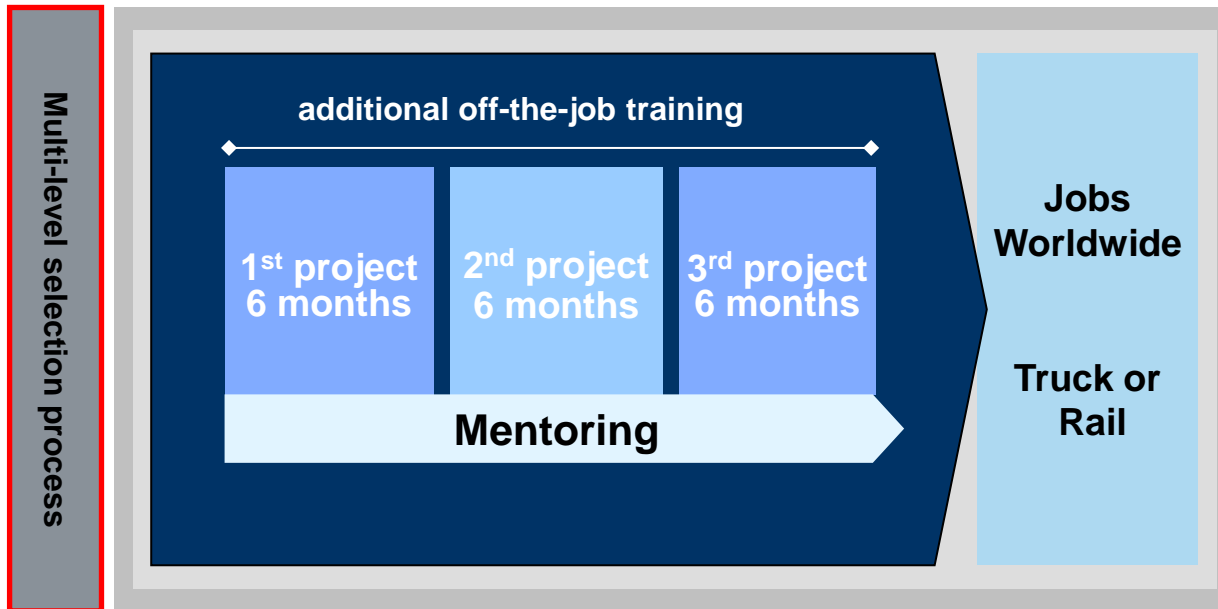 Multi-level selection process
additional off-the-job training
1st project
6 months
2nd project
6 months
3rd project
6 months
Mentoring
Jobs
Worldwide
Truck or
Rail